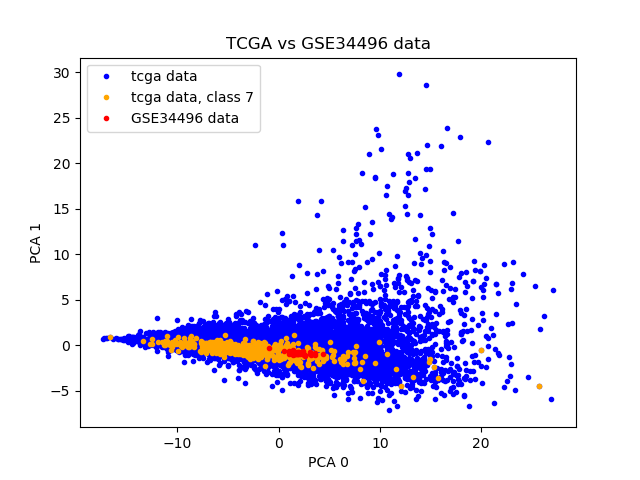 TCGA vs GSE34496 data
tcga data
tcga data, class 7
GSE34496 data
30
25
20
15
10
5
0
−5
PCA 1
−10
0
10
20
PCA 0